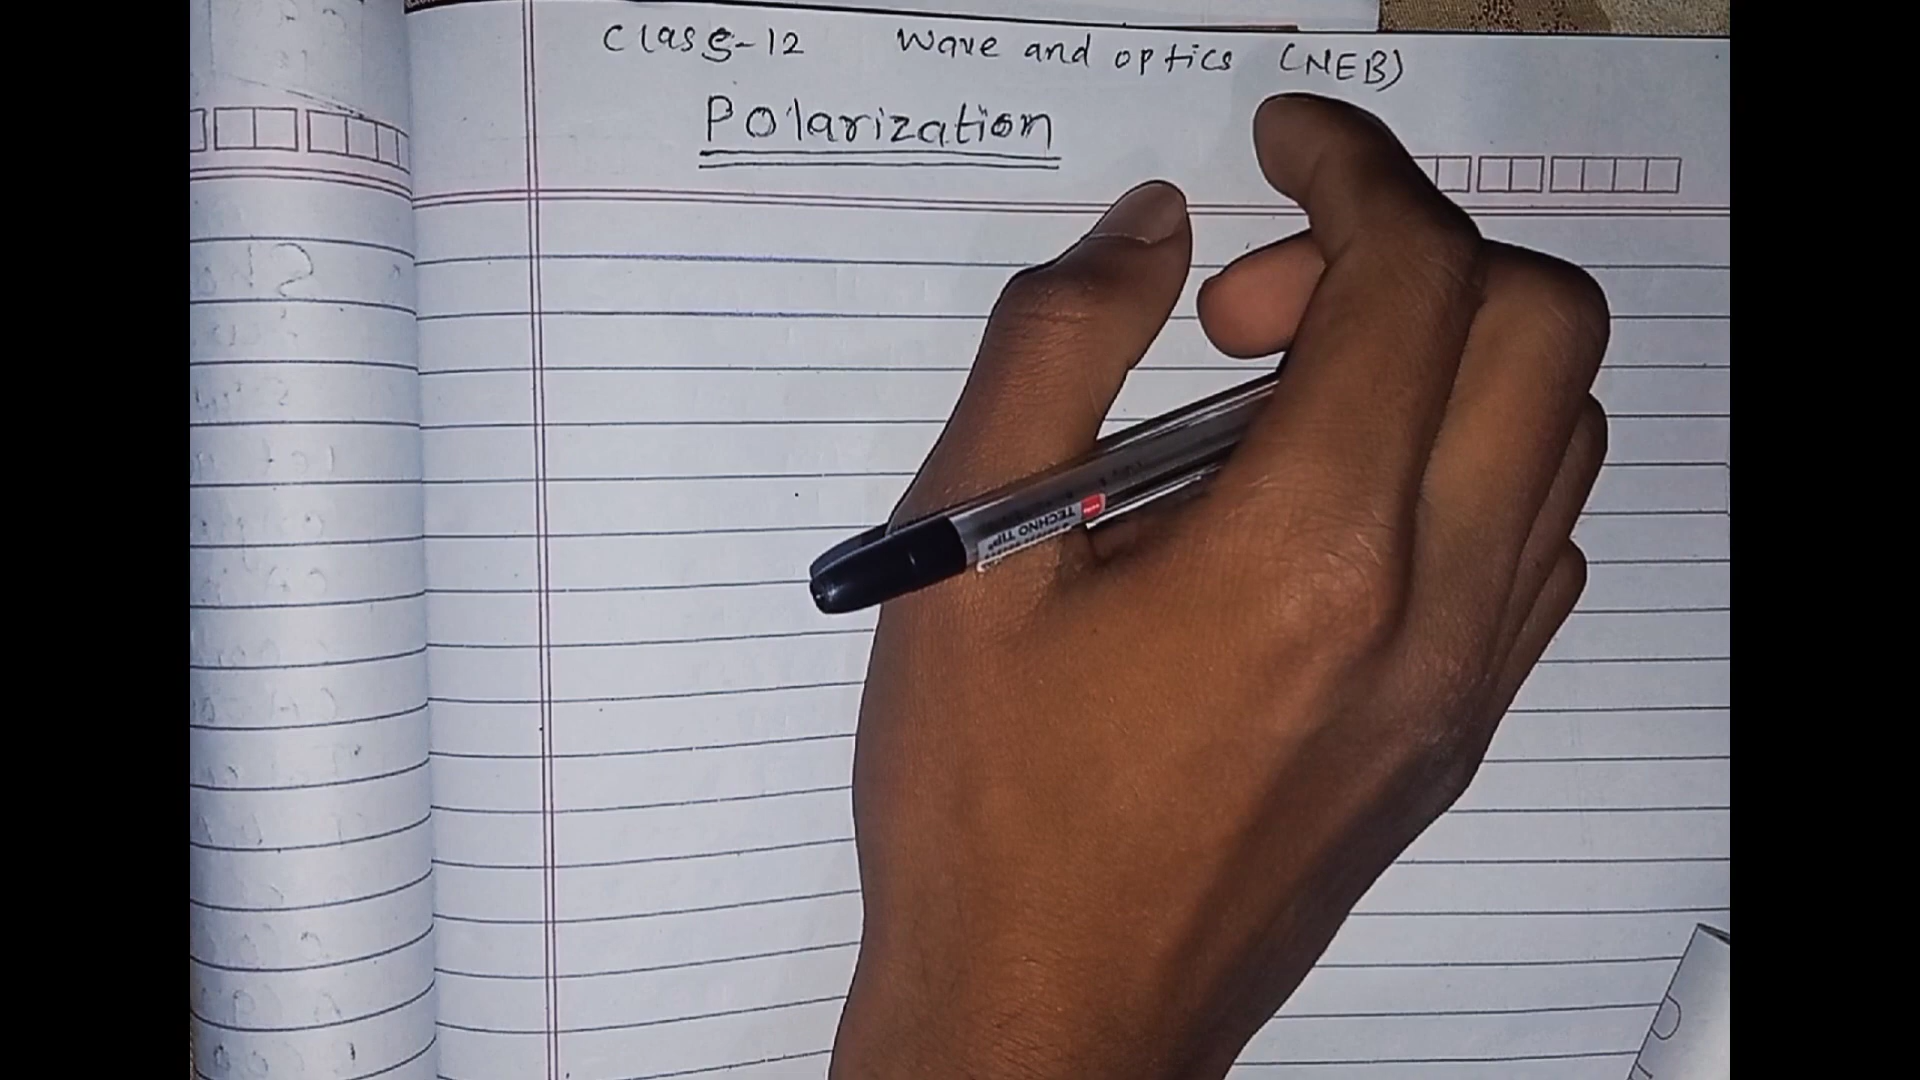 Class-12 Wave and optics (NEB)
Polarization
TECHNO TIP